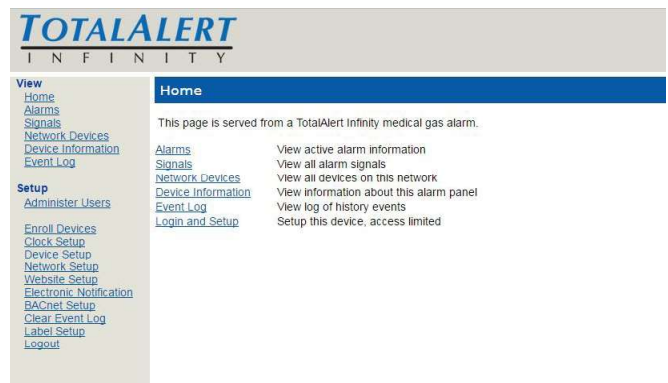 TOTALALERT
INFINITY
View
Home
Alarms
Signals
Network Devices
Device Information
Event Log
Setup
Administer Users
Enroll Devices
Clock Setup
Device Setup
Network Setup
Website Setup
Electronic Notification
BACnet Setup
Clear Event Log
Label Setup
Logout
Home
This page is served from a TotalAlert Infinity medical gas alarm.
Alarms View active alarm information
Signals View all alarm signals
Network Devices View all devices on this network
Device Information View information about this alarm panel
Event Log View log of history events
Login and Setup Setup this device, access limited